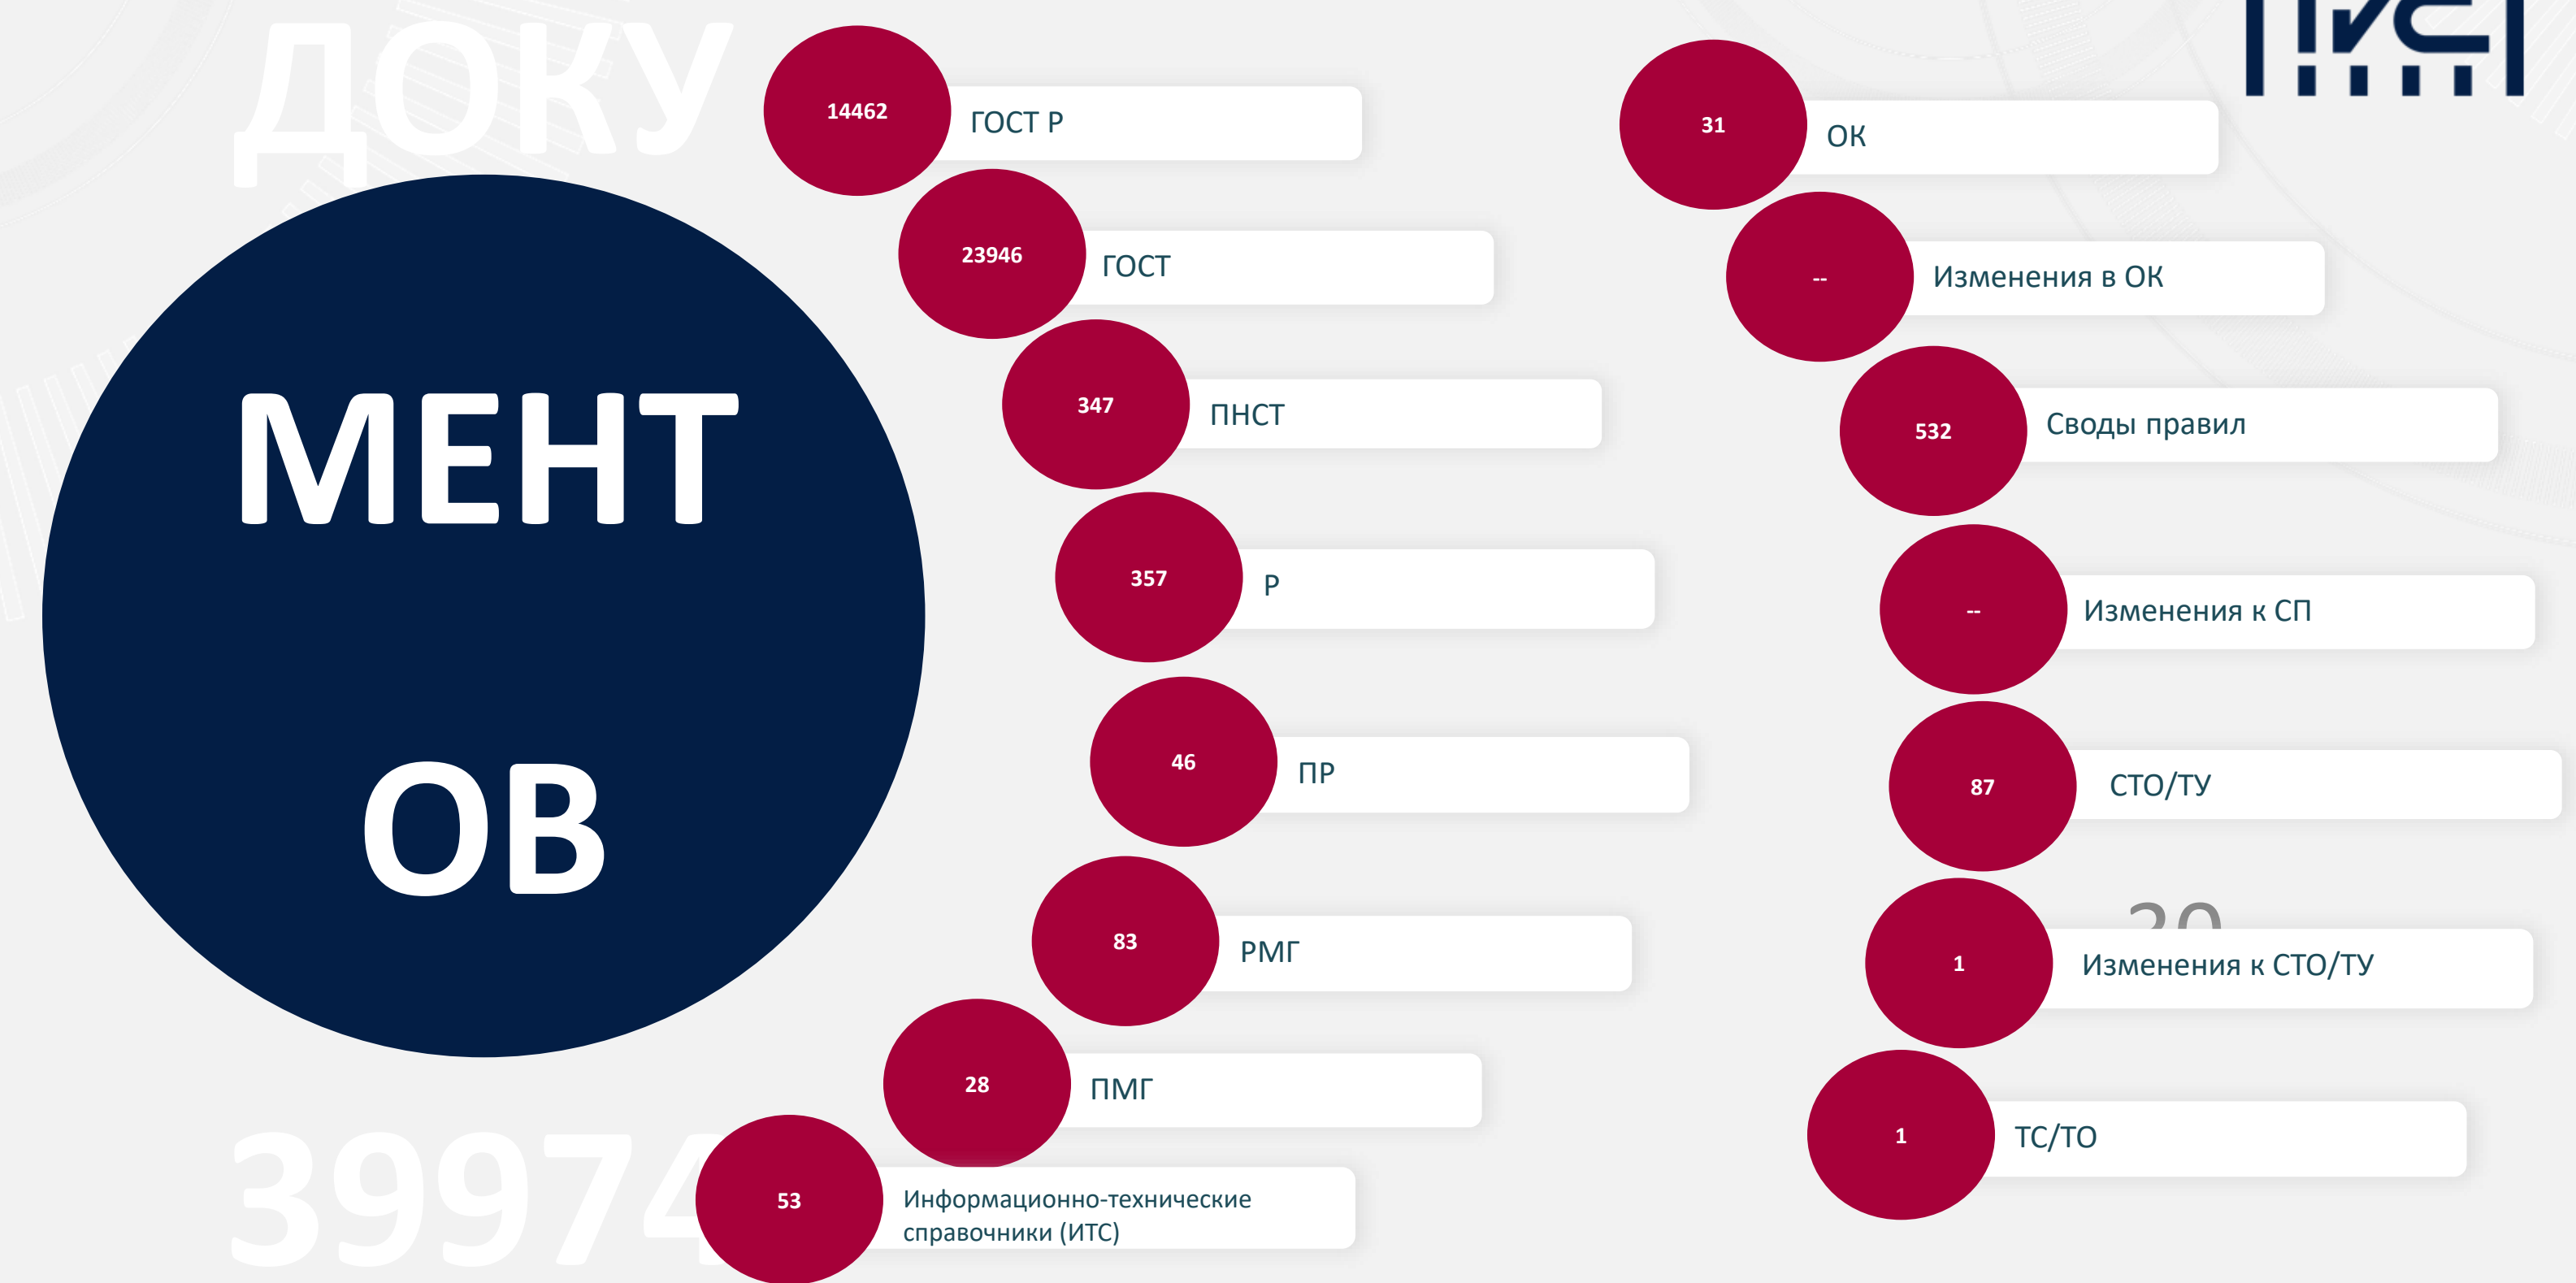 ДОКУ
МЕНТ
ОВ
39974
14462
ГОСТ Р
23946
ГОСТ
347
ПНСТ
357
Р
46
ПР
83
РМГ
28
ПМГ
53
Информационно-технические
справочники (ИТС)
31
ОК
--
Изменения в ОК
532
Своды правил
--
Изменения к СП
87
СТО/ТУ
1
Изменения к СТО/ТУ
1
ТС/ТО